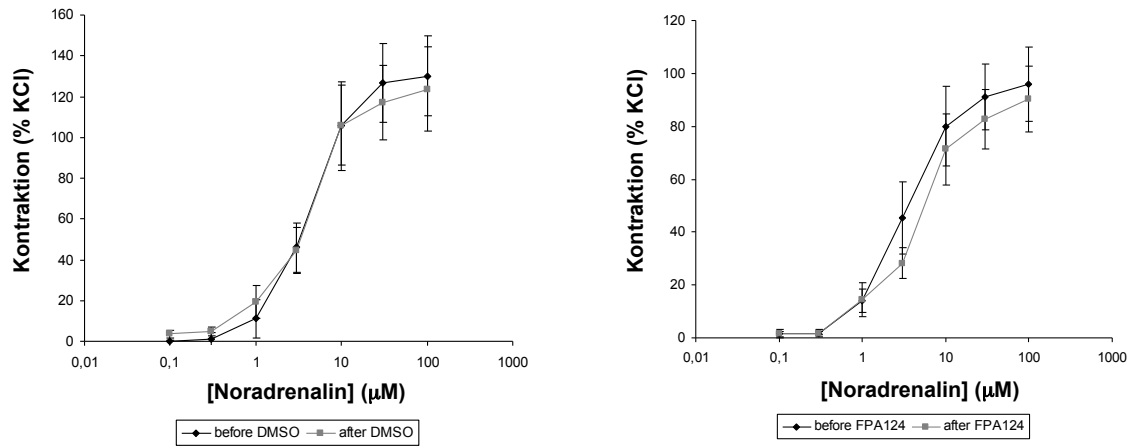 160
140
120
100
80
60
40
20
0
Kontraktion (% KCl)
0,01 0,1 1 10 100 1000
[Noradrenalin] (µM)
before DMSO after DMSO
120
100
80
60
40
20
0
Kontraktion (% KCl)
0,01 0,1 1 10 100 1000
[Noradrenalin] (µM)
before FPA124 after FPA124